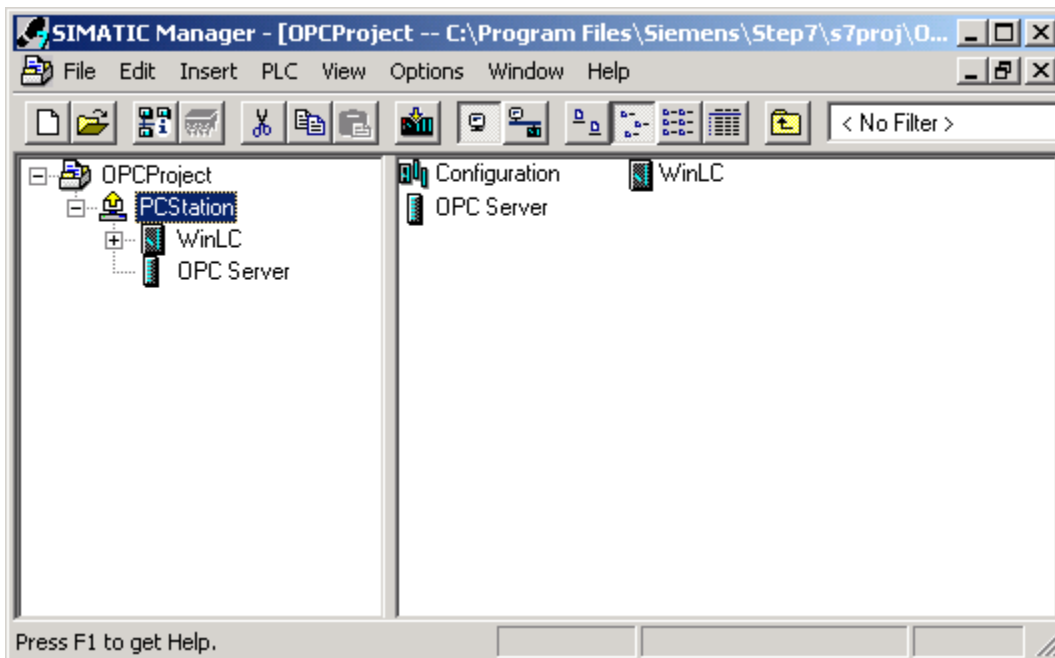 SIMATIC Manager - [OPCProject -- C:\Program Files\Siemens\Step7\s7proj\O...
File Edit Insert PLC View Options Window Help
< No Filter >
OPCProject
PCStation
WinLC
OPC Server
Configuration WinLC
OPC Server
Press F1 to get Help.